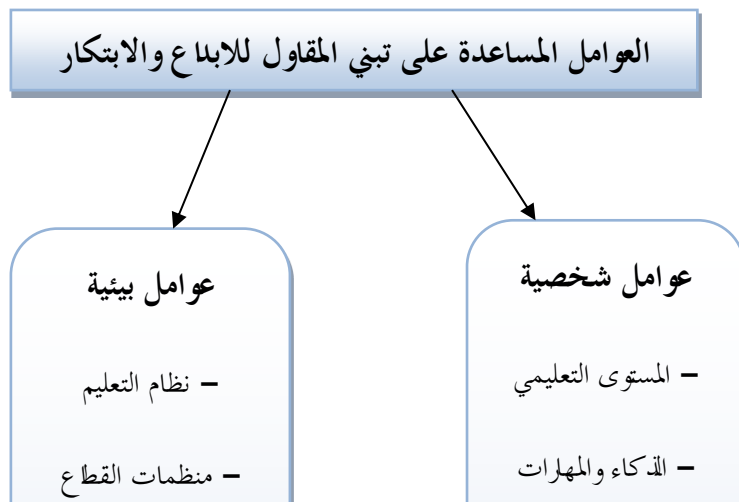 العوامل المساعدة على تبني المقاول للابداع والابتكار
عوامل شخصية
– المستوى التعليمي
– الذكاء والمهارات
عوامل بيئية
– نظام التعليم
– منظمات القطاع